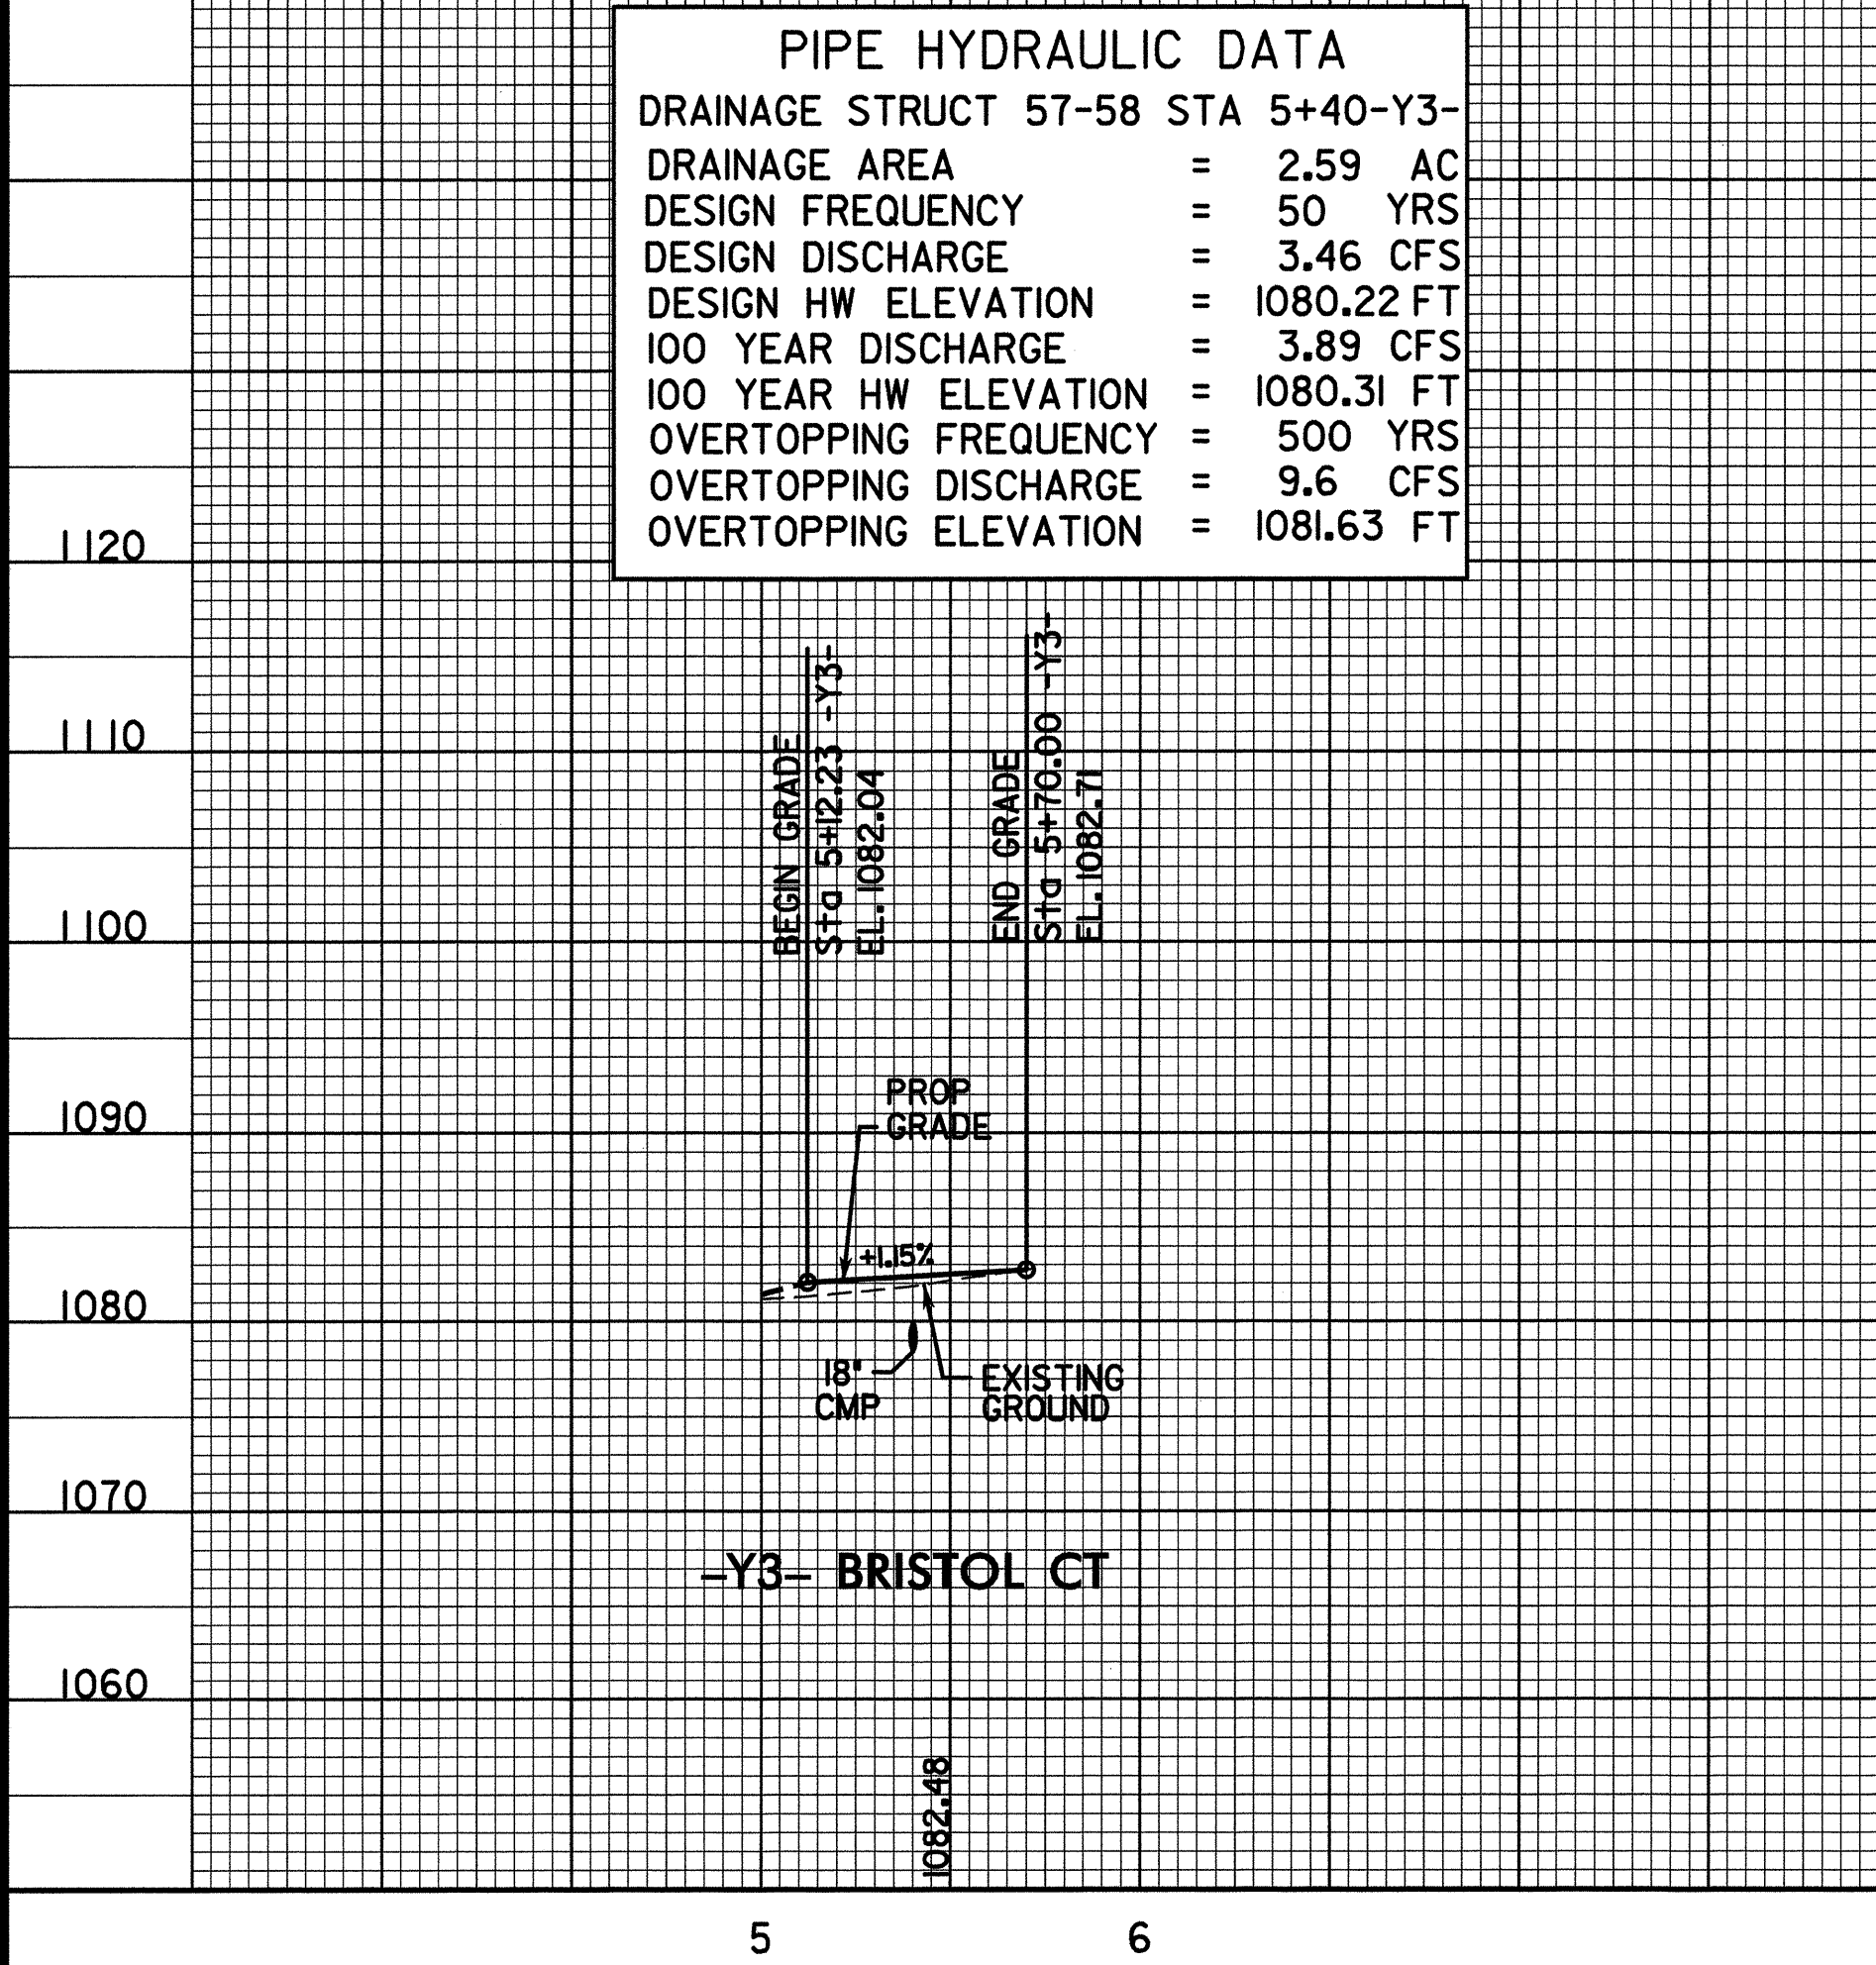 PIPE HYDRAULIC DATA
DRAINAGE STRUCT 57-58 STA 5+40-Y3-
DRAINAGE AREA = 2.59 AC
DESIGN FREQUENCY = 50 YRS
DESIGN DISCHARGE = 3.46 CFS
DESIGN HW ELEVATION = 1080.22 FT
100 YEAR DISCHARGE = 3.89 CFS
100 YEAR HW ELEVATION = 1080.31 FT
OVERTOPPING FREQUENCY = 500 YRS
OVERTOPPING DISCHARGE = 9.6 CFS
OVERTOPPING ELEVATION = 1081.63 FT
1120
1110
1100
1090
1080
1070
1060
BEGIN GRADE
Sta 5+12.23 -Y3-
EL. 1082.04
END GRADE
Sta 5+70.00 -Y3-
EL. 1082.71
PROP
GRADE
+1.15%
18"
CMP
EXISTING
GROUND
-Y3- BRISTOL CT
1082.48
5
6